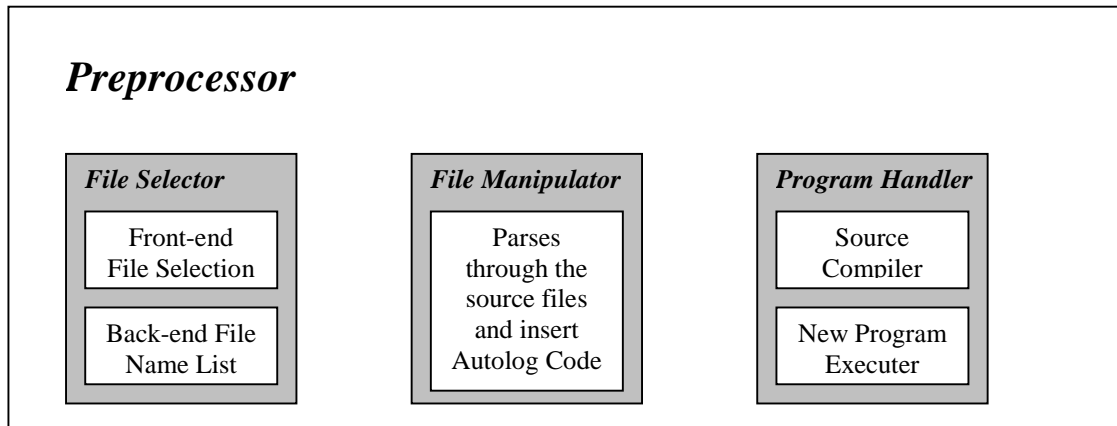 Preprocessor
File Selector
Front-end
File Selection
Back-end File
Name List
File Manipulator
Parses
through the
source files
and insert
Autolog Code
Program Handler
Source
Compiler
New Program
Executer